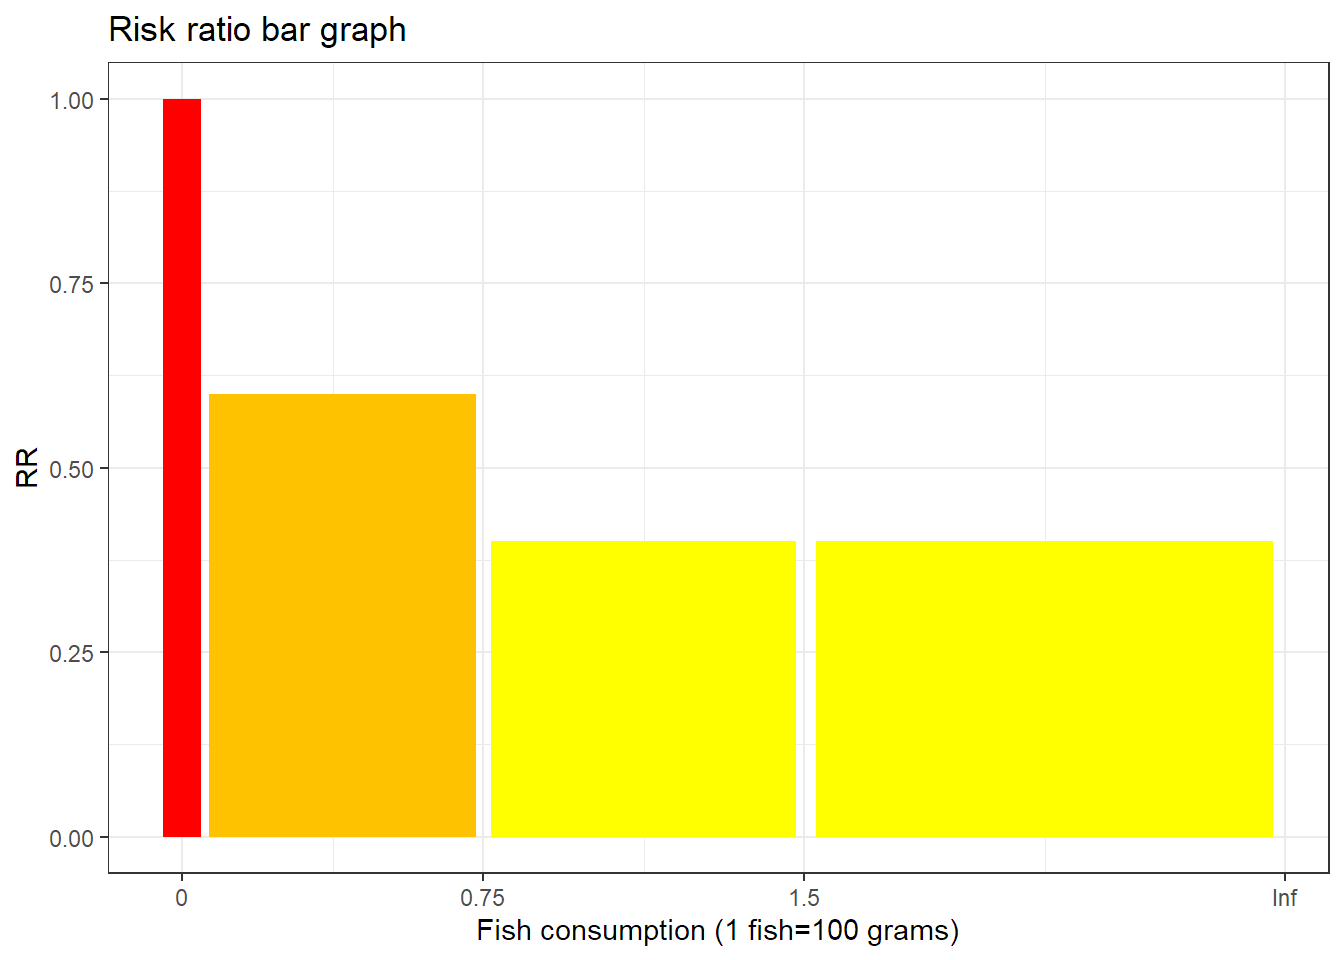 Risk ratio bar graph
1.00
0.75
0.50
0.25
0.00
RR
0 0.75 1.5 Inf
Fish consumption (1 fish=100 grams)